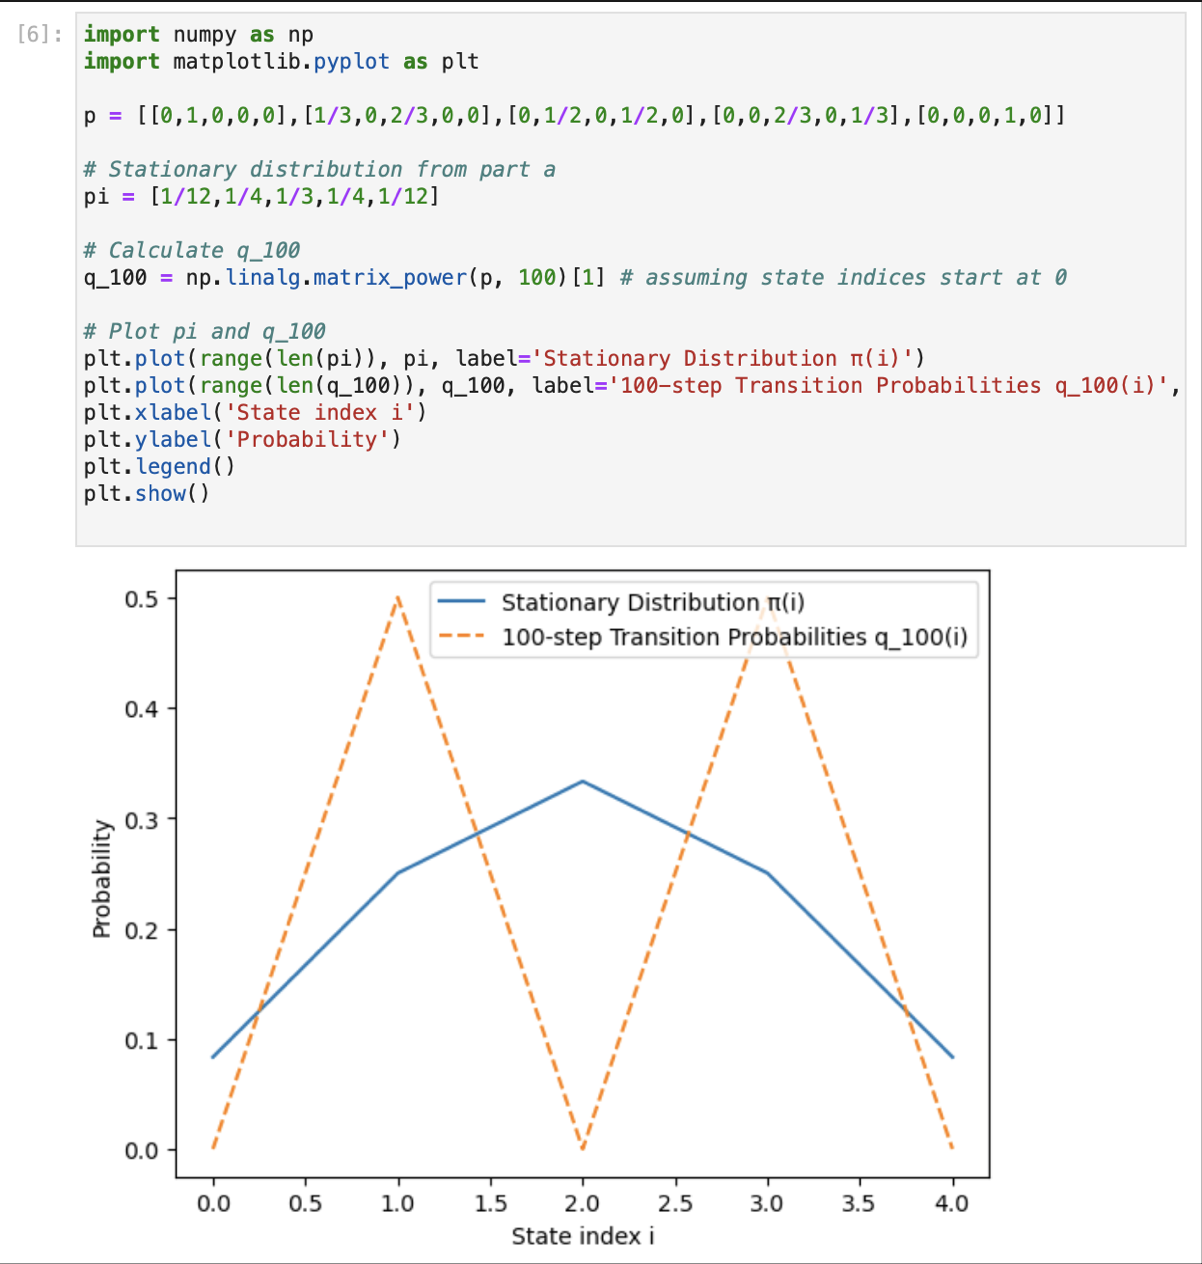 [6]:
import numpy as np
import matplotlib.pyplot as plt
p = [[0,1,0,0,0],[1/3,0,2/3,0,0],[0,1/2,0,1/2,0],[0,0,2/3,0,1/3],[0,0,0,1,0]]
# Stationary distribution from part a
pi = [1/12,1/4,1/3,1/4,1/12]
# Calculate q_100
q_100 = np.linalg.matrix_power(p, 100)[1] # assuming state indices start at 0
# Plot pi and q_100
plt.plot(range(len(pi)), pi, label='Stationary Distribution π(i)')
plt.plot(range(len(q_100)), q_100, label='100-step Transition Probabilities q_100(i)',
plt.xlabel('State index i')
plt.ylabel('Probability')
plt.legend()
plt.show()
Stationary Distribution π(i)
100-step Transition Probabilities q_100(i)
0.5
0.4
0.3
0.2
0.1
0.0
Probability
0.0 0.5 1.0 1.5 2.0 2.5 3.0 3.5 4.0
State index i